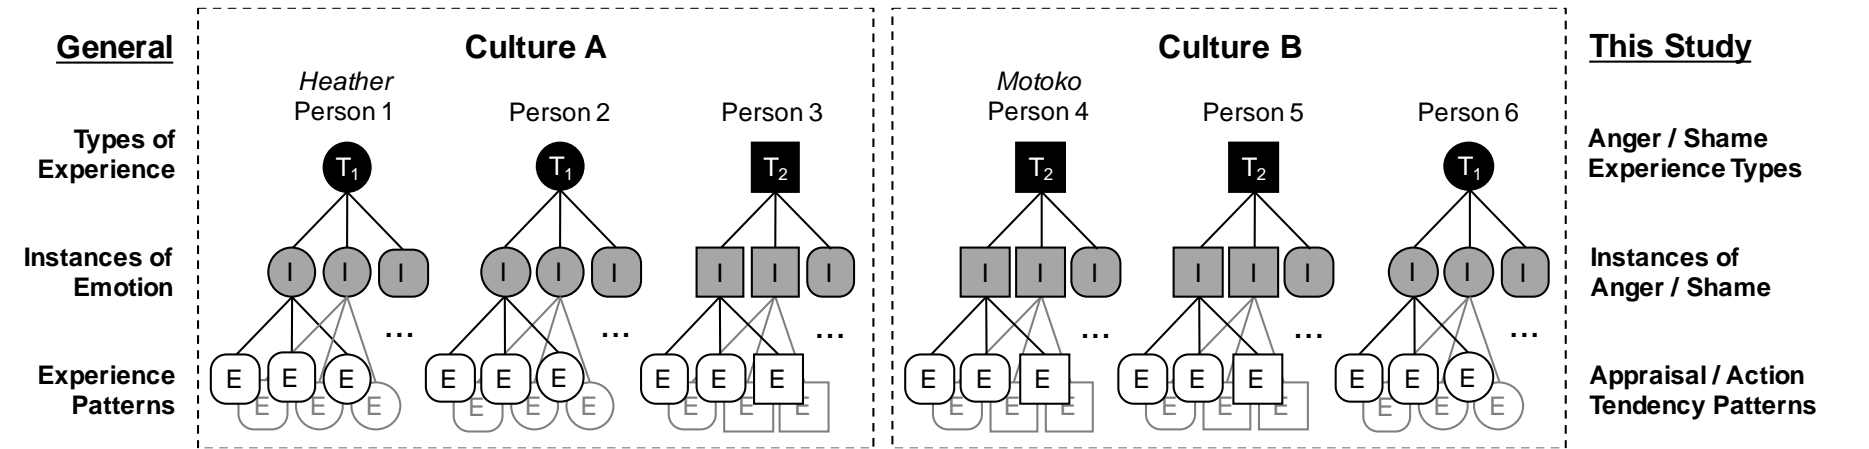 General
Culture A
Culture B
This Study
Heather
Person 1
Person 2
Person 3
Motoko
Person 4
Person 5
Person 6
Types of
Experience
T1 T1 T2 T2 T2 T1
Anger / Shame
Experience Types
Instances of
Emotion
I I I I I I I I I I I I I I I I I I
Instances of
Anger / Shame
... ... ... ... ... ...
Experience
Patterns
E E E E E E E E E E E E E E E E E E
E E E E E E E E E E E E E E E E E E
Appraisal / Action
Tendency Patterns